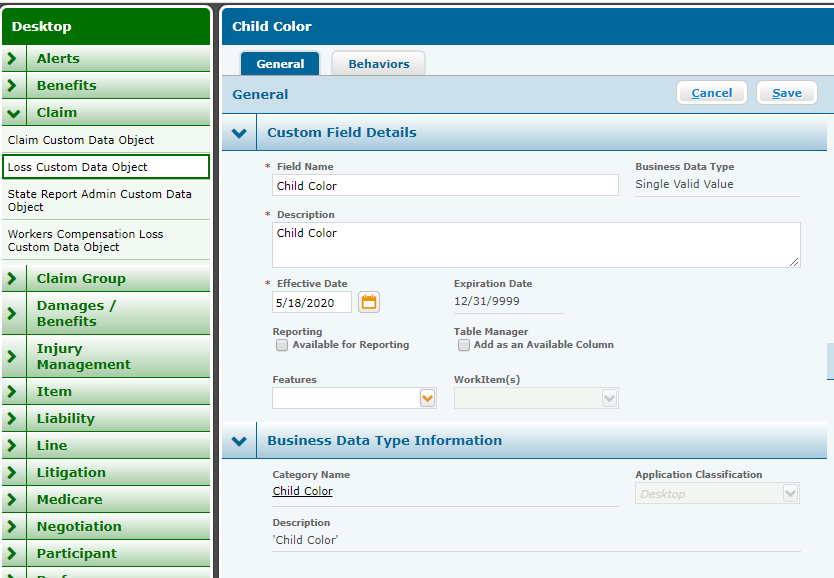 Desktop
Alerts
Benefits
Claim
Claim Custom Data Object
Loss Custom Data Object
State Report Admin Custom Data
Object
Workers Compensation Loss
Custom Data Object
Claim Group
Damages /
Benefits
Injury
Management
Item
Liability
Line
Litigation
Medicare
Negotiation
Participant
Child Color
General Behaviors
General Cancel Save
Custom Field Details
* Field Name Business Data Type
Child Color Single Valid Value
* Description
Child Color
* Effective Date Expiration Date
5/18/2020 12/31/9999
Reporting Table Manager
Available for Reporting Add as an Available Column
Features WorkItem(s)
Business Data Type Information
Category Name Application Classification
Child Color Desktop
Description
'Child Color'